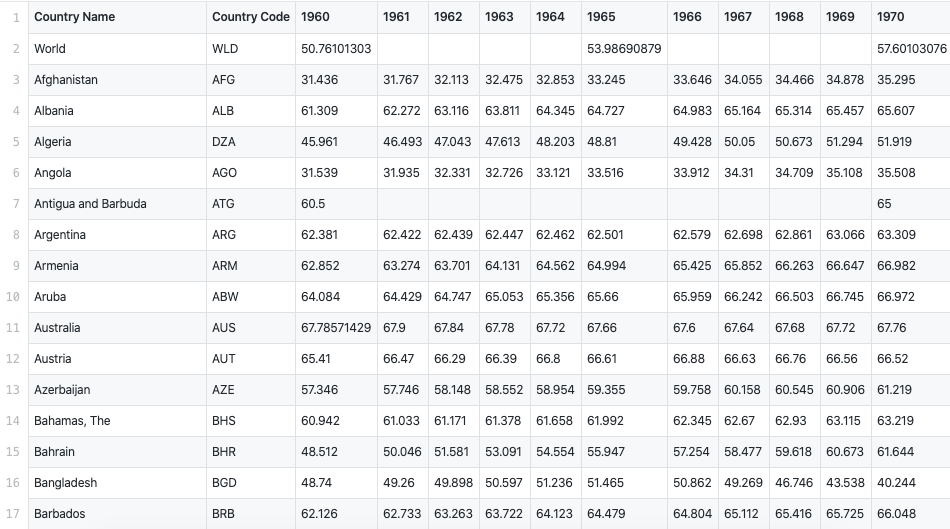 1 Country Name Country Code 1960 1961 1962 1963 1964 1965 1966 1967 1968 1969 1970
2 World WLD 50.76101303 53.98690879 57.60103076
3 Afghanistan AFG 31.436 31.767 32.113 32.475 32.853 33.245 33.646 34.055 34.466 34.878 35.295
4 Albania ALB 61.309 62.272 63.116 63.811 64.345 64.727 64.983 65.164 65.314 65.457 65.607
5 Algeria DZA 45.961 46.493 47.043 47.613 48.203 48.81 49.428 50.05 50.673 51.294 51.919
6 Angola AGO 31.539 31.935 32.331 32.726 33.121 33.516 33.912 34.31 34.709 35.108 35.508
7 Antigua and Barbuda ATG 60.5 65
8 Argentina ARG 62.381 62.422 62.439 62.447 62.462 62.501 62.579 62.698 62.861 63.066 63.309
9 Armenia ARM 62.852 63.274 63.701 64.131 64.562 64.994 65.425 65.852 66.263 66.647 66.982
10 Aruba ABW 64.084 64.429 64.747 65.053 65.356 65.66 65.959 66.242 66.503 66.745 66.972
11 Australia AUS 67.78571429 67.9 67.84 67.78 67.72 67.66 67.6 67.64 67.68 67.72 67.76
12 Austria AUT 65.41 66.47 66.29 66.39 66.8 66.61 66.88 66.63 66.76 66.56 66.52
13 Azerbaijan AZE 57.346 57.746 58.148 58.552 58.954 59.355 59.758 60.158 60.545 60.906 61.219
14 Bahamas, The BHS 60.942 61.033 61.171 61.378 61.658 61.992 62.345 62.67 62.93 63.115 63.219
15 Bahrain BHR 48.512 50.046 51.581 53.091 54.554 55.947 57.254 58.477 59.618 60.673 61.644
16 Bangladesh BGD 48.74 49.26 49.898 50.597 51.236 51.465 50.862 49.269 46.746 43.538 40.244
17 Barbados BRB 62.126 62.733 63.263 63.722 64.123 64.479 64.804 65.112 65.416 65.725 66.048